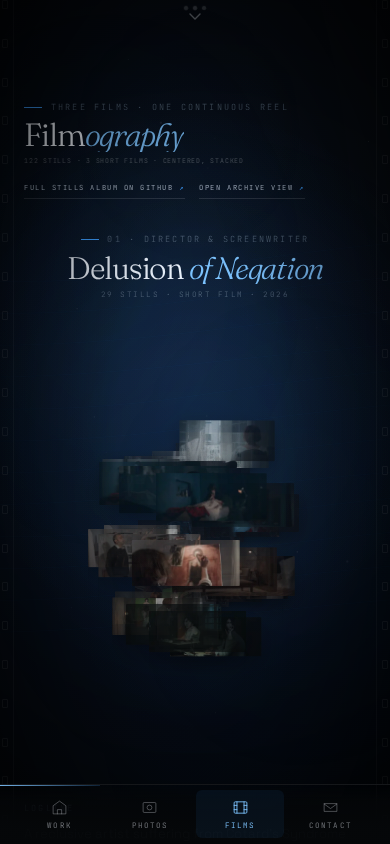 THREE FILMS · ONE CONTINUOUS REEL
Filmography
121 STILLS · 3 SHORT FILMS · CENTERED, STACKED
FULL STILLS ALBUM ON GITHUB ↗ OPEN ARCHIVE VIEW ↗
01 · DIRECTOR & SCREENWRITER
Delusion of Negation
29 STILLS · SHORT FILM · 2026
WORK PHOTOS FILMS CONTACT